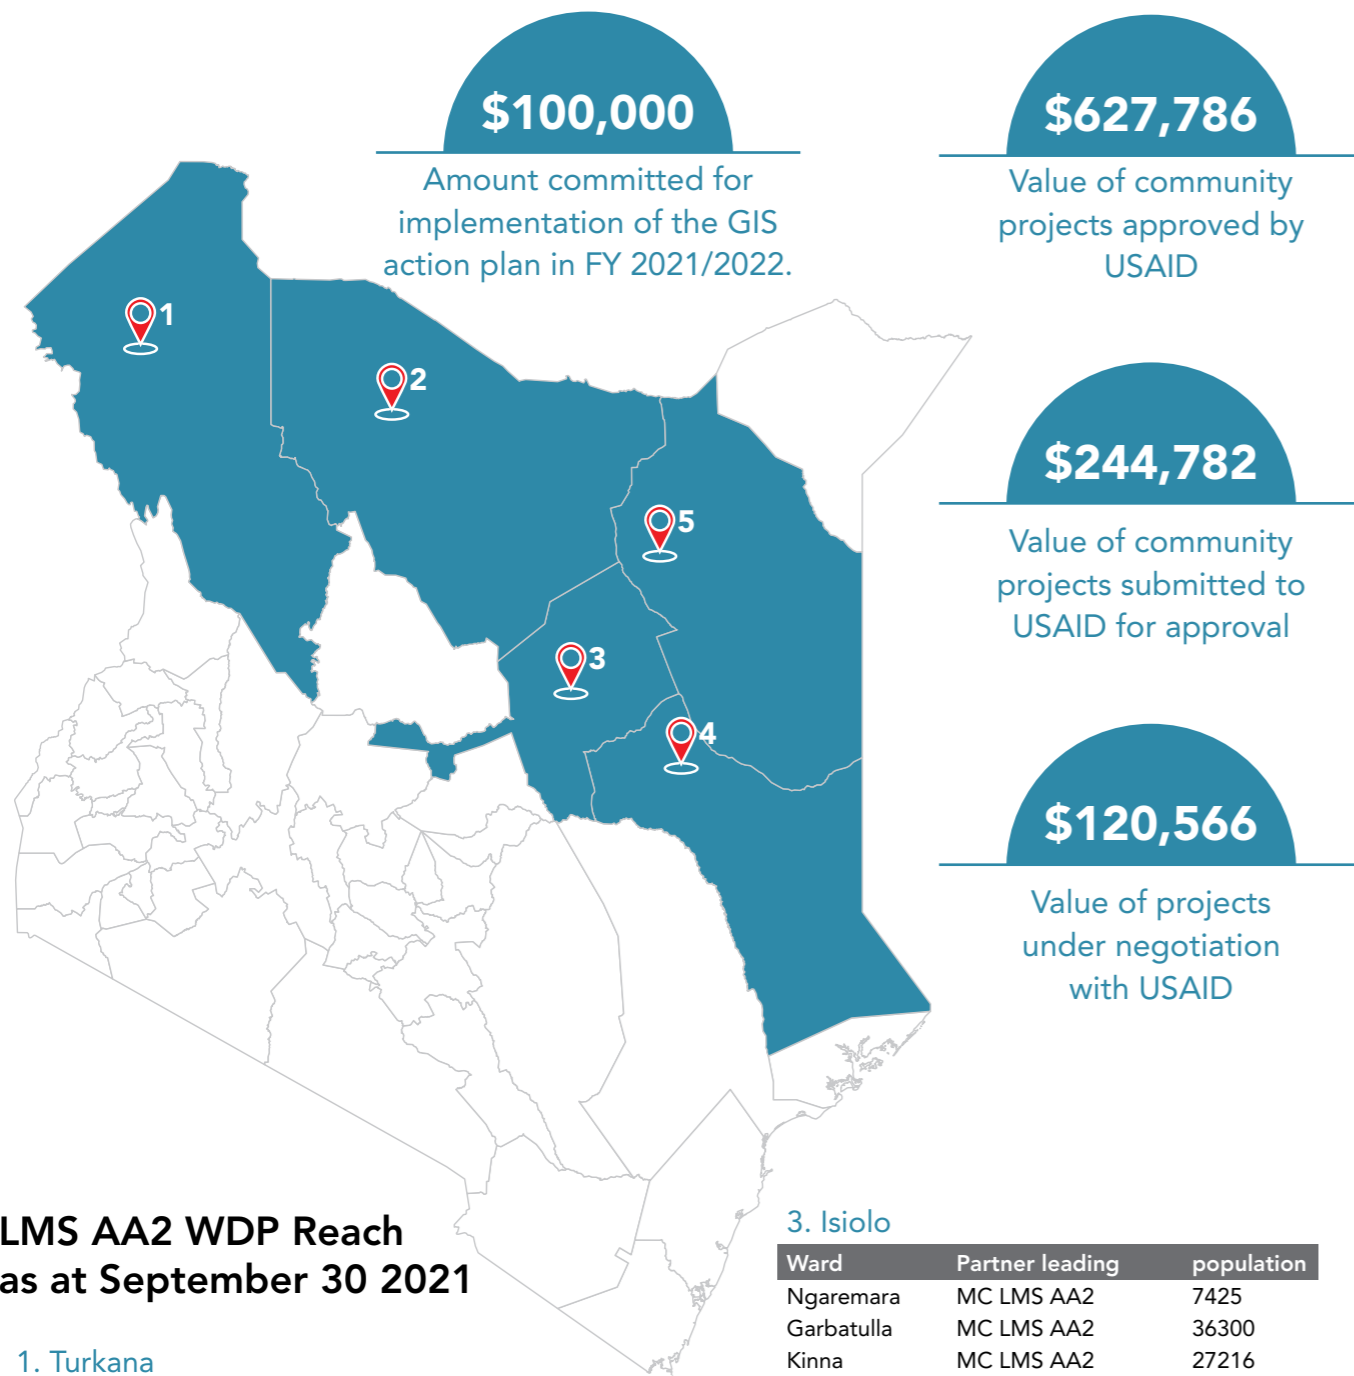 $100,000
Amount committed for
implementation of the GIS
action plan in FY 2021/2022.
$627,786
Value of community
projects approved by
USAID
1
2
5
3
4
$244,782
Value of community
projects submitted to
USAID for approval
$120,566
Value of projects
under negotiation
with USAID
LMS AA2 WDP Reach
as at September 30 2021
1. Turkana
3. Isiolo
Ward Partner leading population
Ngaremara MC LMS AA2 7425
Garbatulla MC LMS AA2 36300
Kinna MC LMS AA2 27216